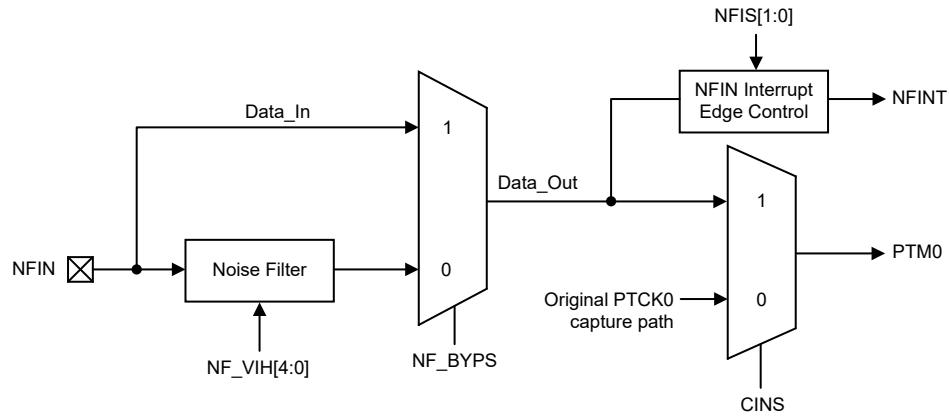 NFIS[1:0]
NFIN Interrupt
Edge Control
NFINT
Data_In
1
Data_Out
1
NFIN
Noise Filter
0
PTM0
Original PTCK0
capture path
0
NF_VIH[4:0]
NF_BYPS
CINS